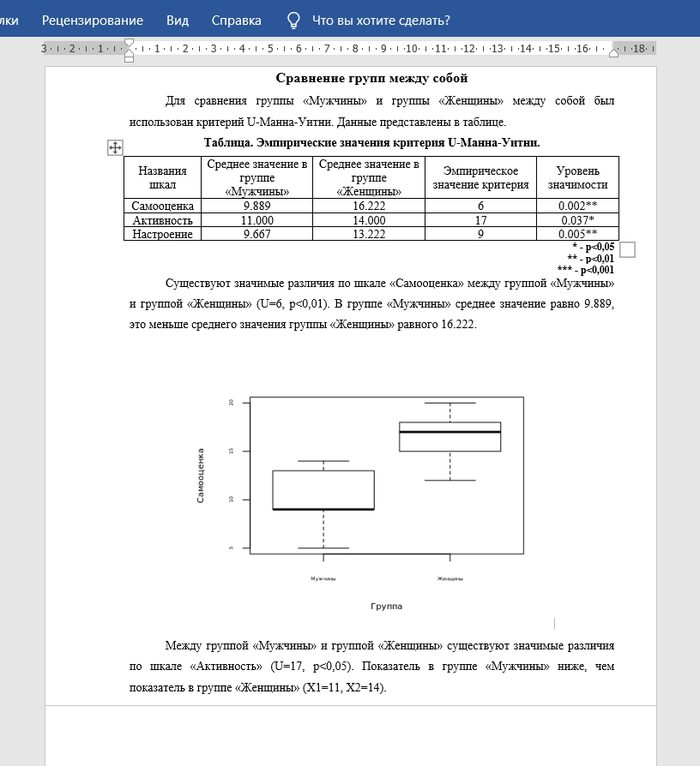 лки Рецензирование Вид Справка Что вы хотите сделать?
3 2 1 1 2 3 4 5 6 7 8 9 10 11 12 13 14 15 16 18
Сравнение групп между собой
Для сравнения группы «Мужчины» и группы «Женщины» между собой был
использован критерий U-Манна-Уитни. Данные представлены в таблице.
Таблица. Эмпирические значения критерия U-Манна-Уитни.
Названия шкал Среднее значение в группе «Мужчины» Среднее значение в группе «Женщины» Эмпирическое значение критерия Уровень значимости
Самооценка 9.889 16.222 6 0.002**
Активность 11.000 14.000 17 0.037*
Настроение 9.667 13.222 9 0.005**
* - p<0,05
** - p<0,01
*** - p<0,001
Существуют значимые различия по шкале «Самооценка» между группой «Мужчины»
и группой «Женщины» (U=6, p<0,01). В группе «Мужчины» среднее значение равно 9.889,
это меньше среднего значения группы «Женщины» равного 16.222.
20
15
10
5
Самооценка
Мужчины Женщины
Группа
Между группой «Мужчины» и группой «Женщины» существуют значимые различия
по шкале «Активность» (U=17, p<0,05). Показатель в группе «Мужчины» ниже, чем
показатель в группе «Женщины» (X1=11, X2=14).